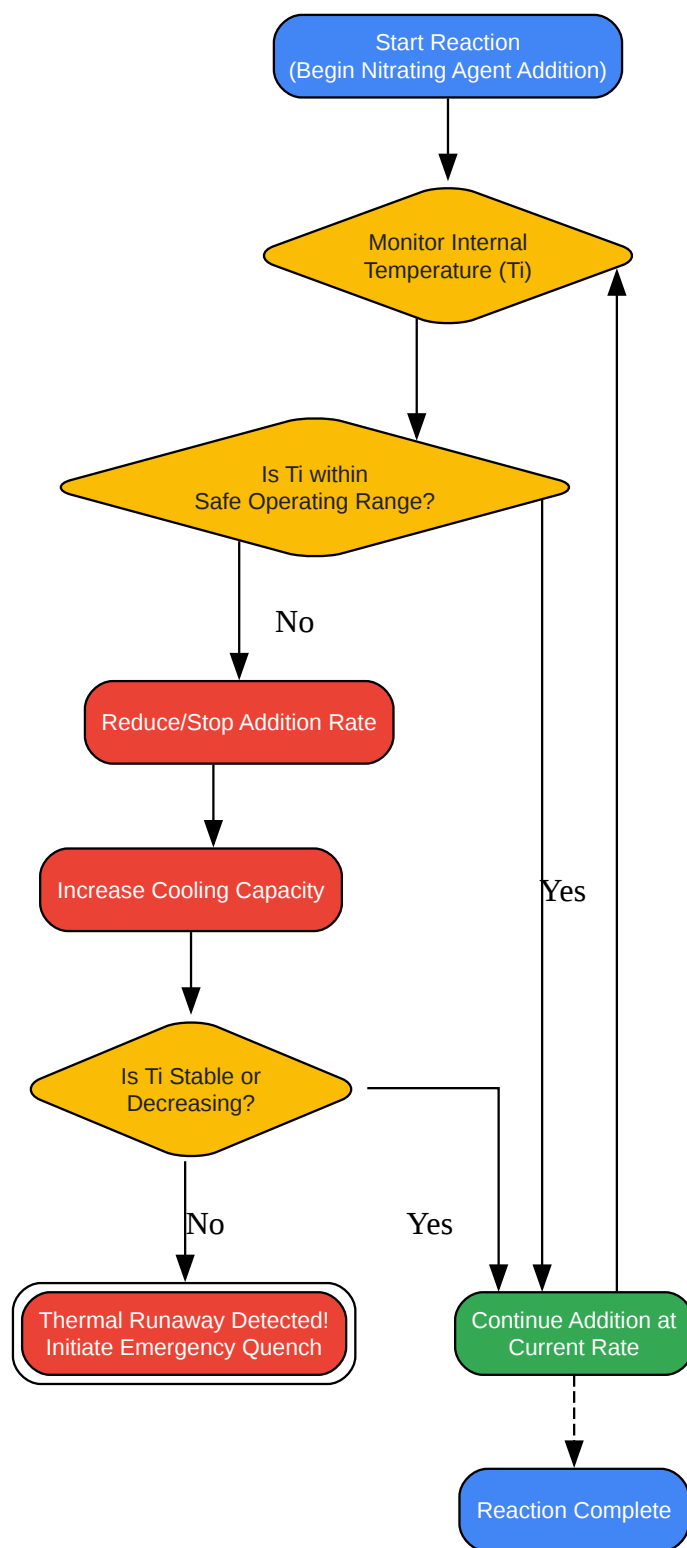 Start Reaction
(Begin Nitrating Agent Addition)
Monitor Internal
Temperature (Ti)
Is Ti within
Safe Operating Range?
No
Reduce/Stop Addition Rate
Increase Cooling Capacity
Yes
Is Ti Stable or
Decreasing?
No
Yes
Thermal Runaway Detected!
Initiate Emergency Quench
Continue Addition at
Current Rate
Reaction Complete